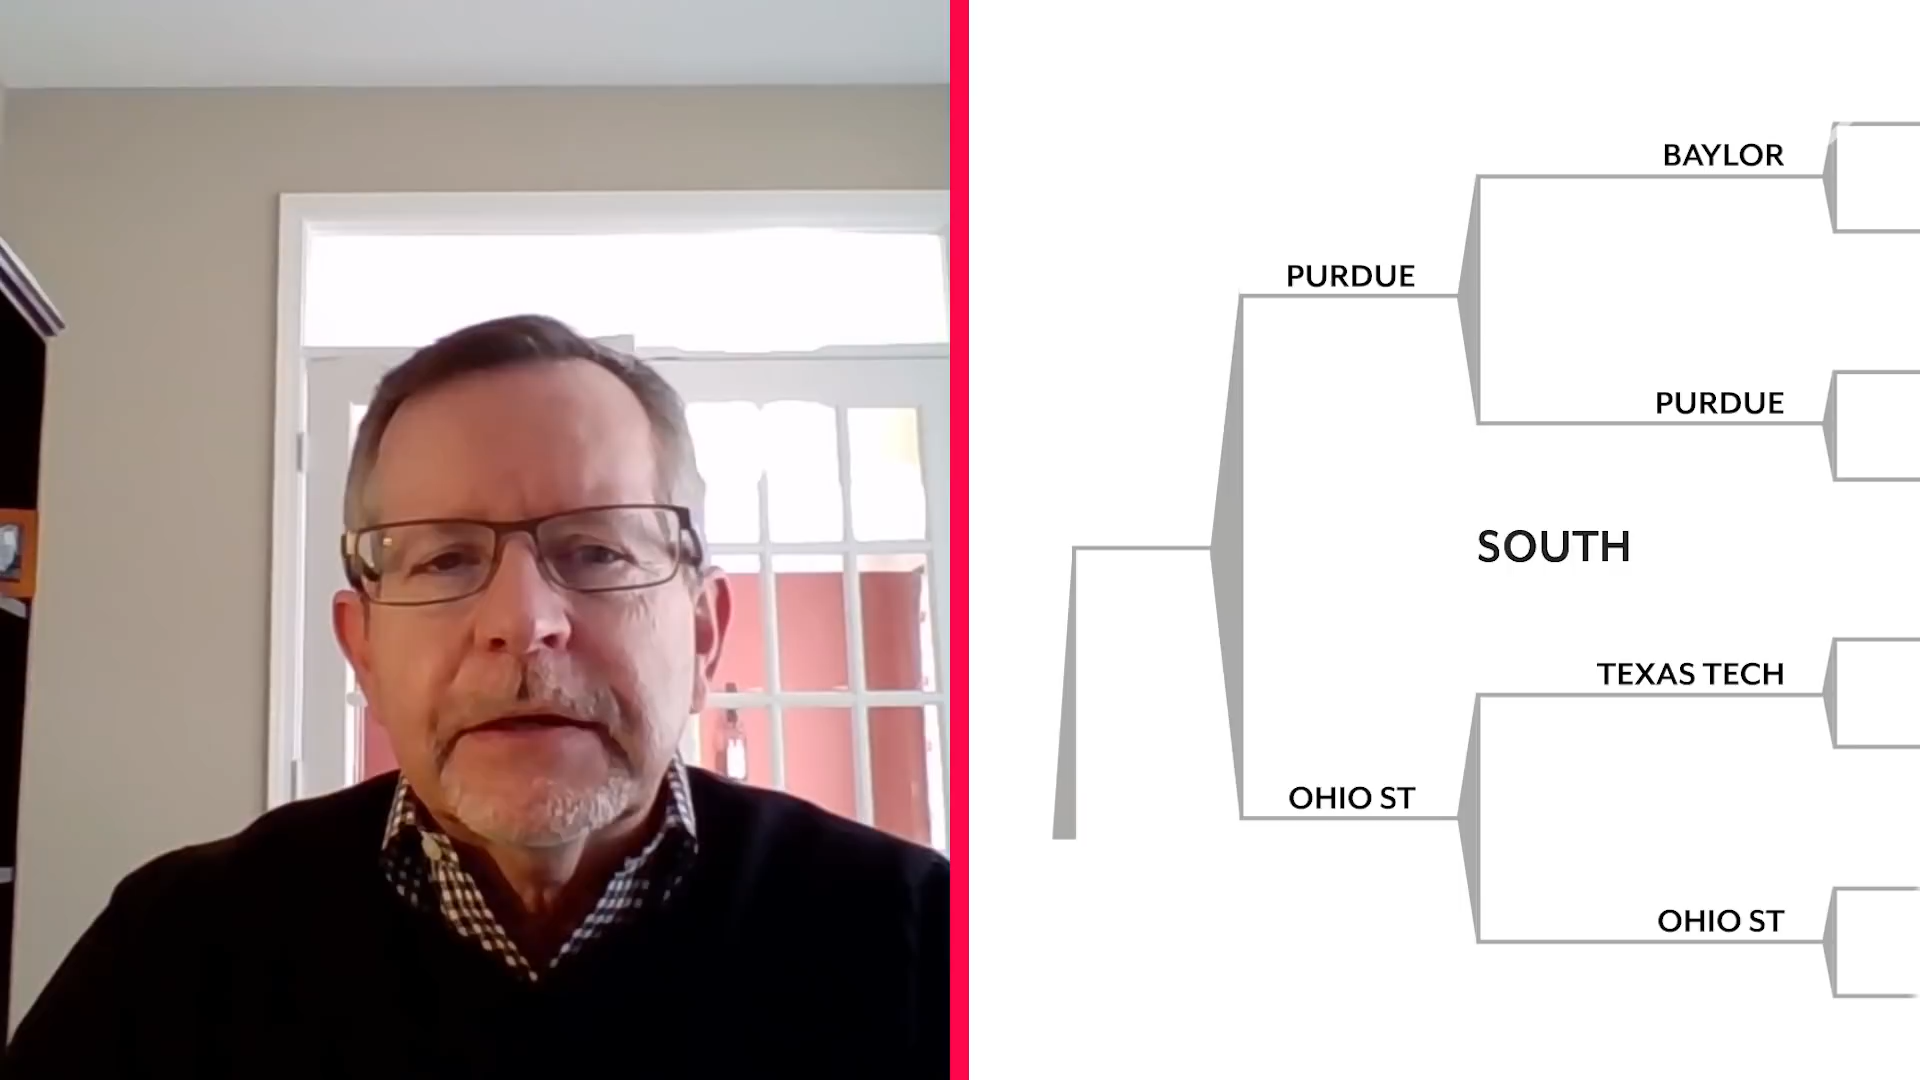 BAYLOR
PURDUE
PURDUE
SOUTH
TEXAS TECH
OHIO ST
OHIO ST